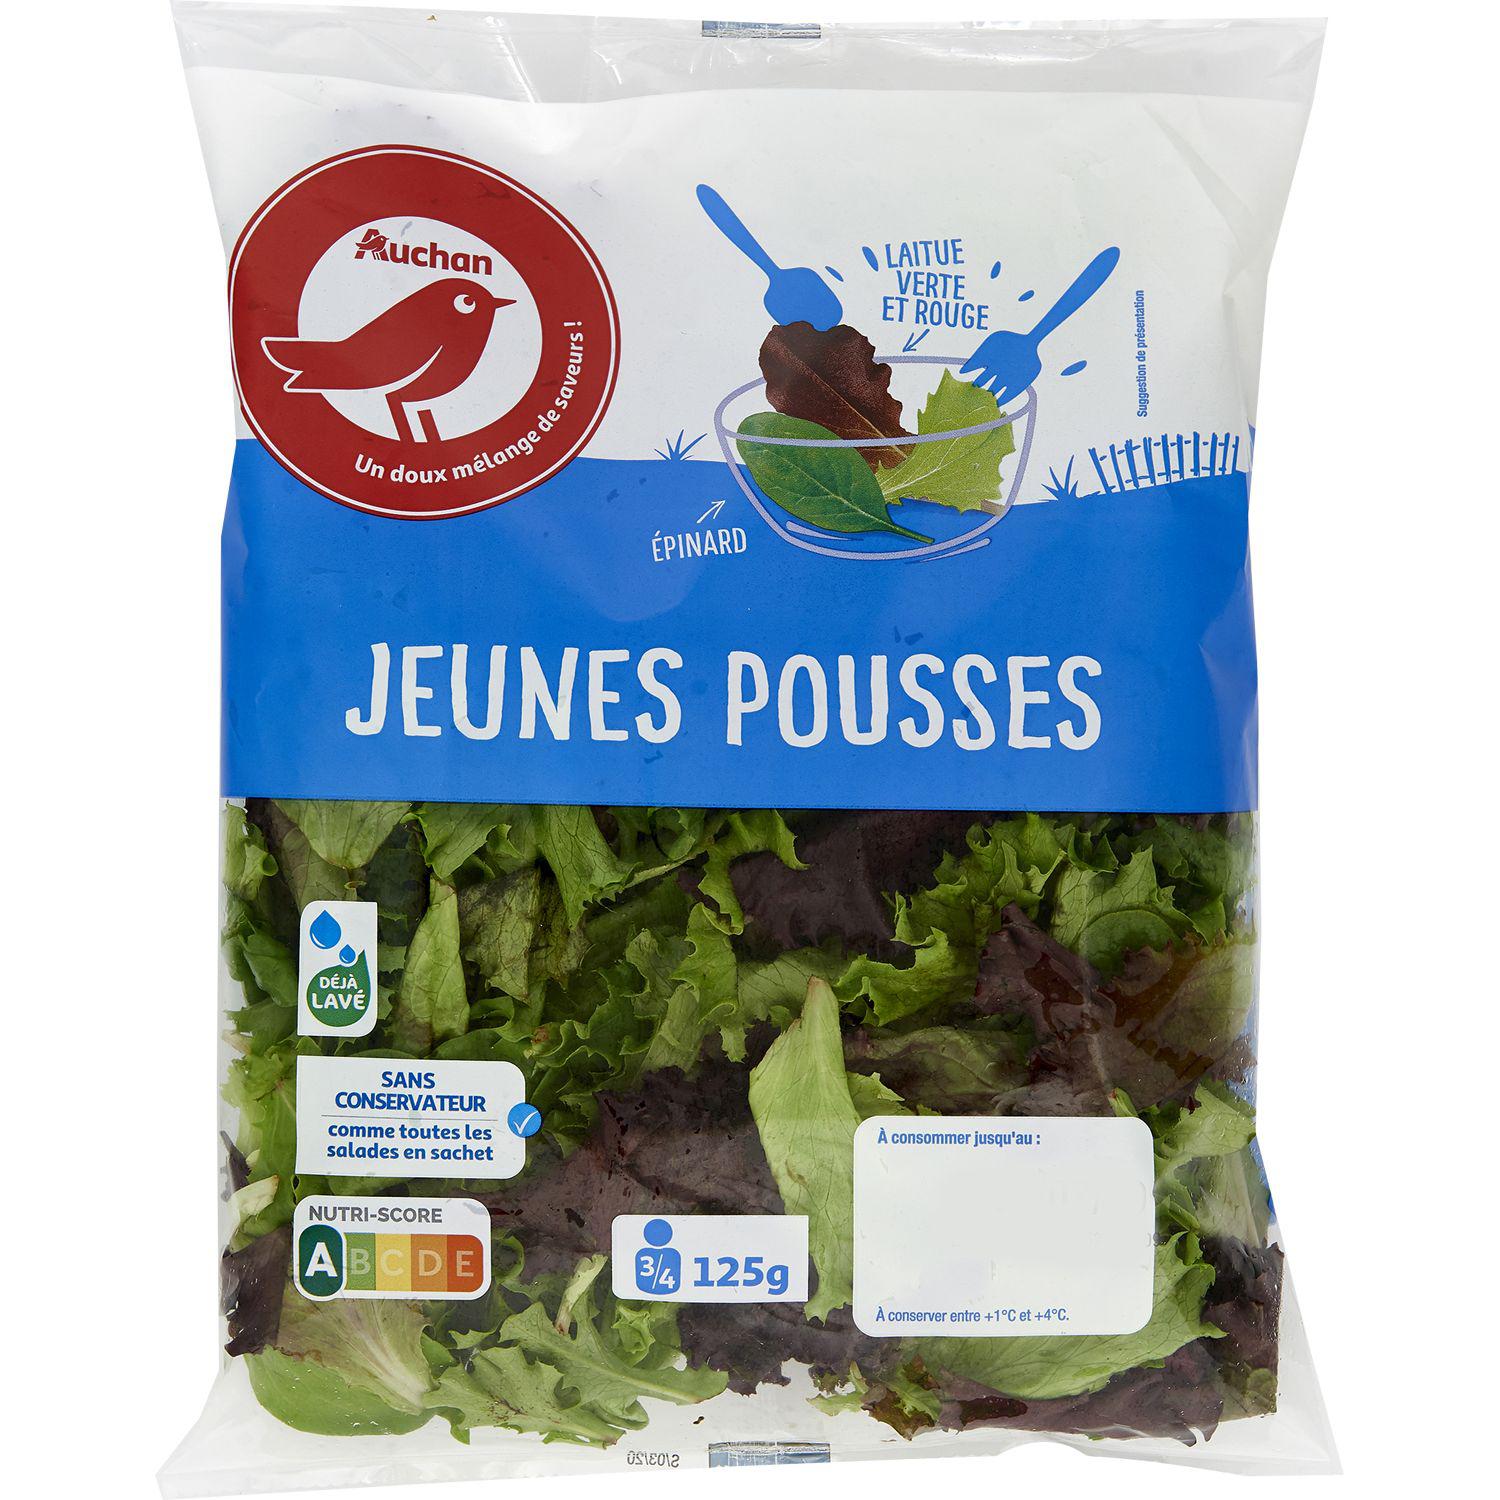 Auchan
Un doux mélange de saveurs !
LAITUE
VERTE
ET ROUGE
Suggestion de présentation
ÉPINARD
JEUNES POUSSES
DÉJÀ
LAVÉ
SANS
CONSERVATEUR
comme toutes les
salades en sachet
À consommer jusqu'au :
NUTRI-SCORE
A B C D E
3/4 125g
À conserver entre +1°C et +4°C.
S/03/20